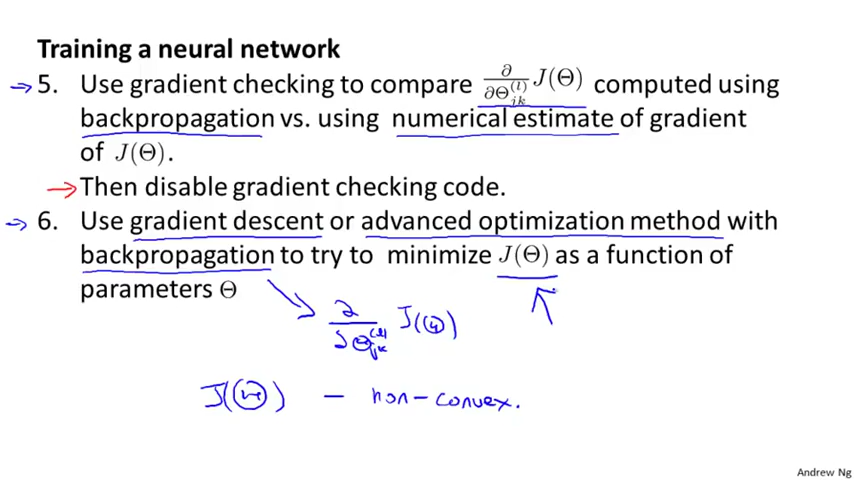 Training a neural network
5. Use gradient checking to compare ∂/∂Θ_jk^(l) J(Θ) computed using
backpropagation vs. using numerical estimate of gradient
of J(Θ).
Then disable gradient checking code.
6. Use gradient descent or advanced optimization method with
backpropagation to try to minimize J(Θ) as a function of
parameters Θ
∂/∂Θ_jk^(l) J(Θ)
J(Θ) – non-convex.
Andrew Ng